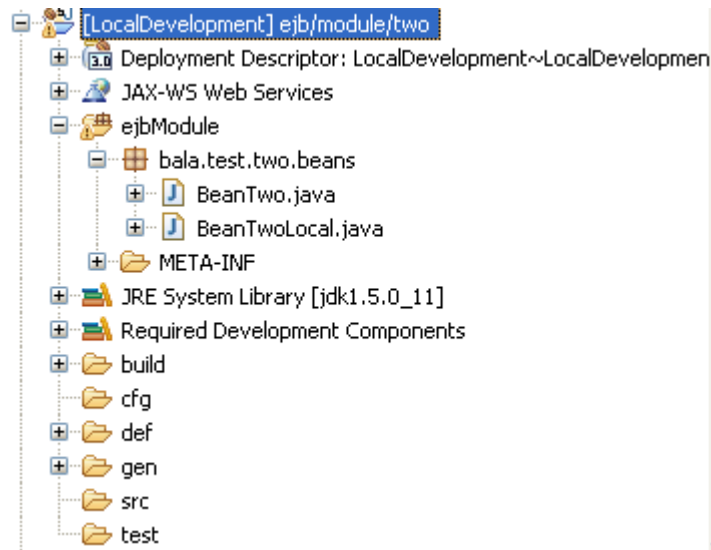 [LocalDevelopment] ejb/module/two
3.0 Deployment Descriptor: LocalDevelopment~LocalDevelopmen
JAX-WS Web Services
ejbModule
bala.test.two.beans
J BeanTwo.java
J BeanTwoLocal.java
META-INF
JRE System Library [jdk1.5.0_11]
Required Development Components
build
cfg
def
gen
src
test